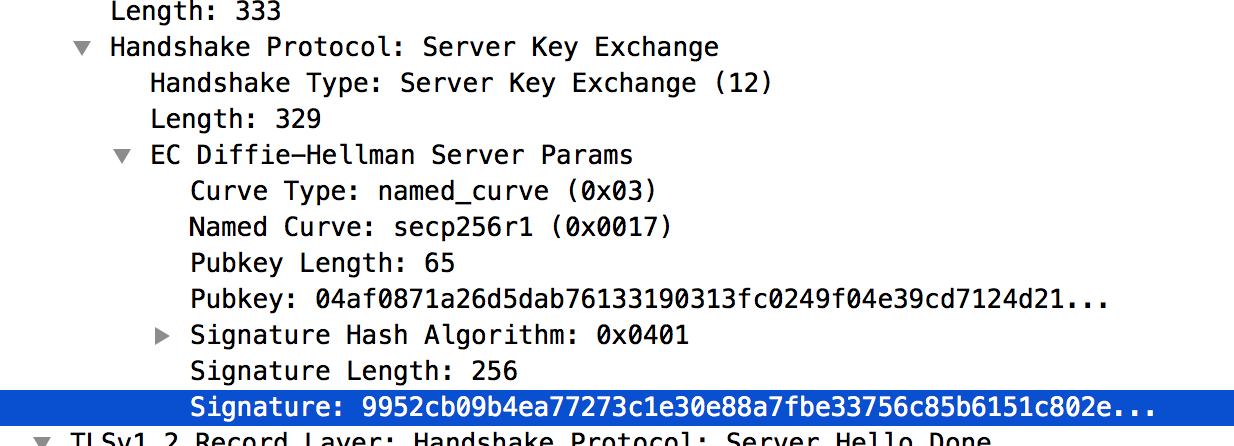 Length: 333
Handshake Protocol: Server Key Exchange
Handshake Type: Server Key Exchange (12)
Length: 329
EC Diffie-Hellman Server Params
Curve Type: named_curve (0x03)
Named Curve: secp256r1 (0x0017)
Pubkey Length: 65
Pubkey: 04af0871a26d5dab76133190313fc0249f04e39cd7124d21...
Signature Hash Algorithm: 0x0401
Signature Length: 256
Signature: 9952cb09b4ea77273c1e30e88a7fbe33756c85b6151c802e...
TLSv1.2 Record Layer: Handshake Protocol: Server Hello Done